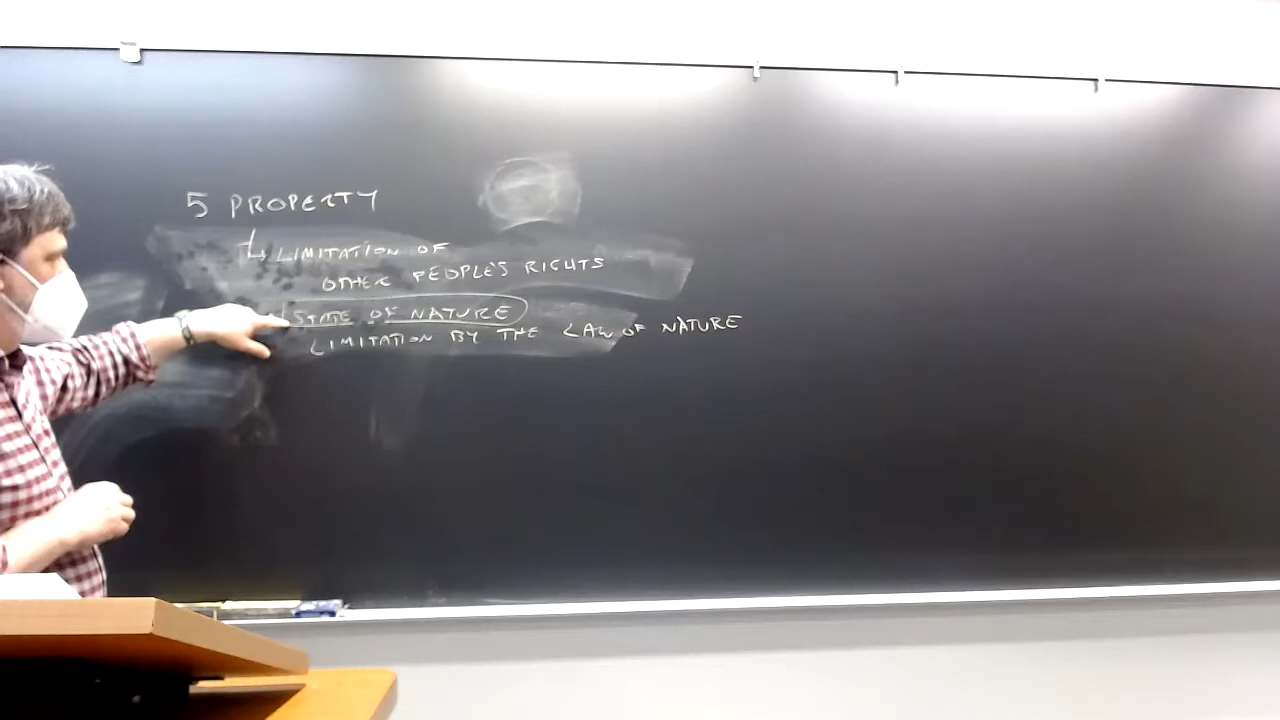 5 PROPERTY
↳ LIMITATION OF
OTHER PEOPLE'S RIGHTS
STATE OF NATURE
LIMITATION BY THE LAW OF NATURE